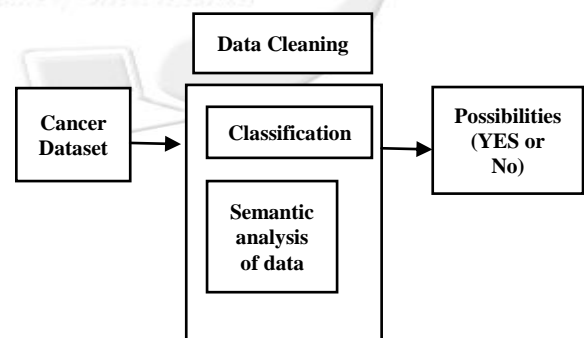 Data Cleaning
Cancer
Dataset
Classification
Semantic
analysis
of data
Possibilities
(YES or
No)